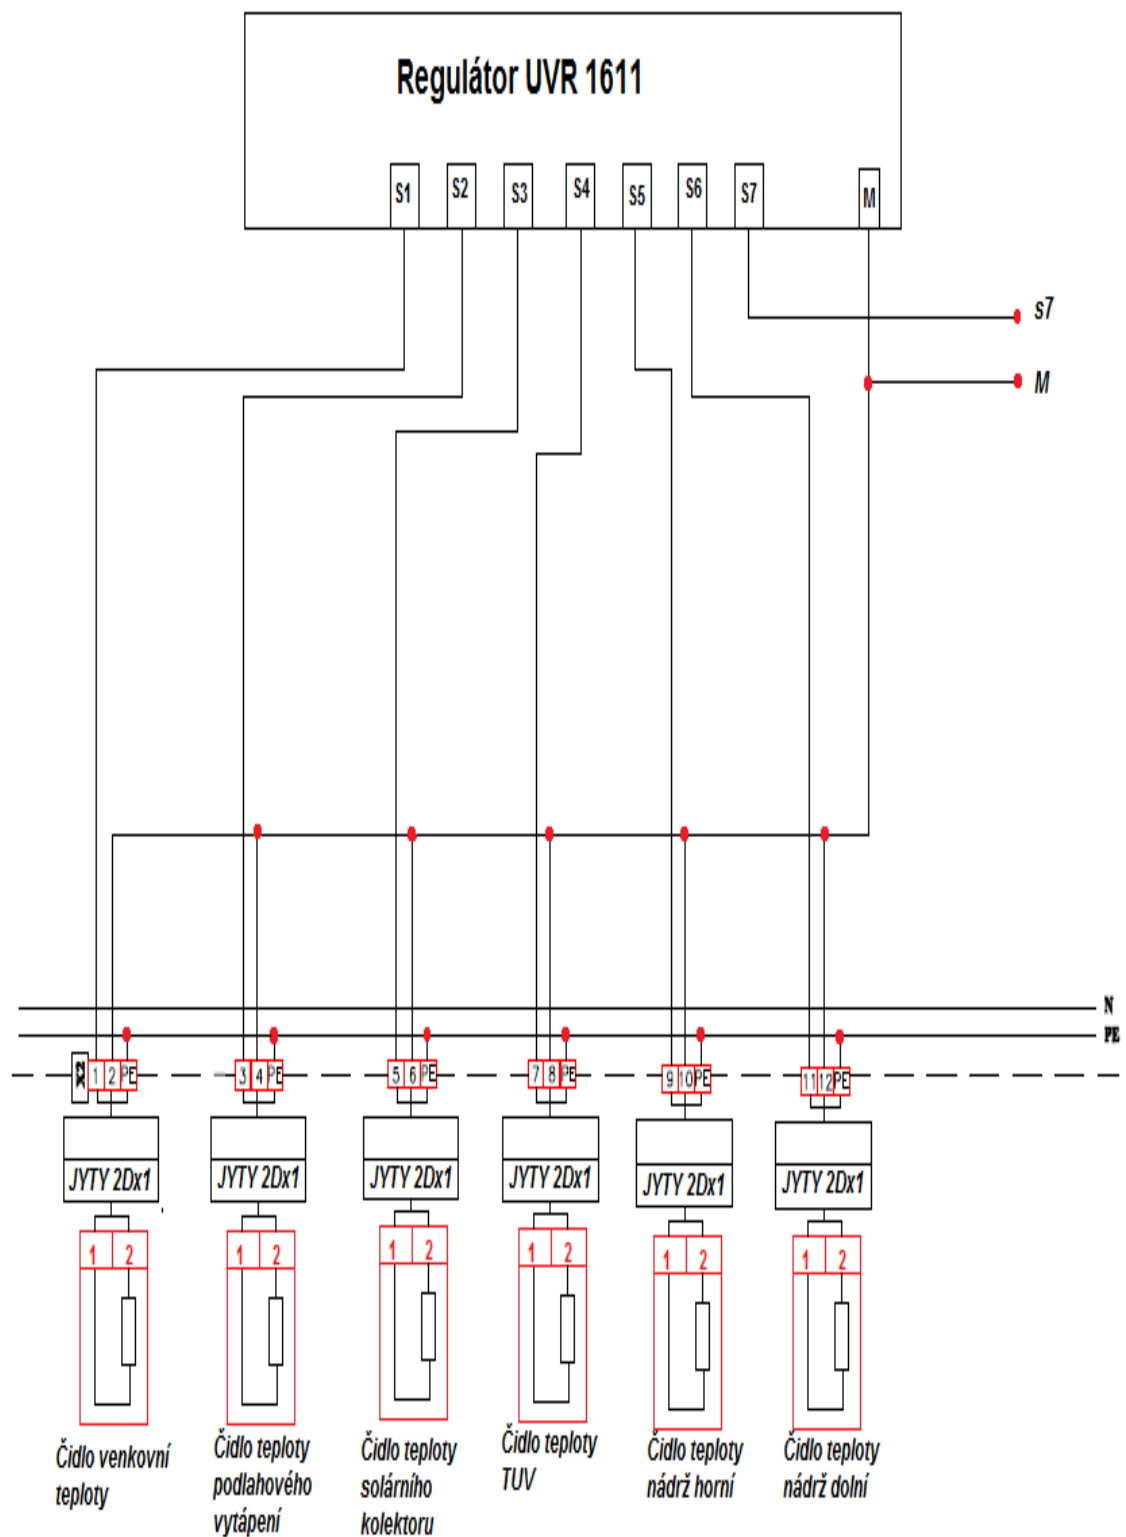 Regulátor UVR 1611
S1 S2 S3 S4 S5 S6 S7 M
s7
M
N
PE
X2 1 2 PE 3 4 PE 5 6 PE 7 8 PE 9 10 PE 11 12 PE
JYTY 2Dx1 JYTY 2Dx1 JYTY 2Dx1 JYTY 2Dx1 JYTY 2Dx1 JYTY 2Dx1
1 2 1 2 1 2 1 2 1 2 1 2
Čidlo venkovní
teploty
Čidlo teploty
podlahového
vytápení
Čidlo teploty
solárního
kolektoru
Čidlo teploty
TUV
Čidlo teploty
nádrž horní
Čidlo teploty
nádrž dolní